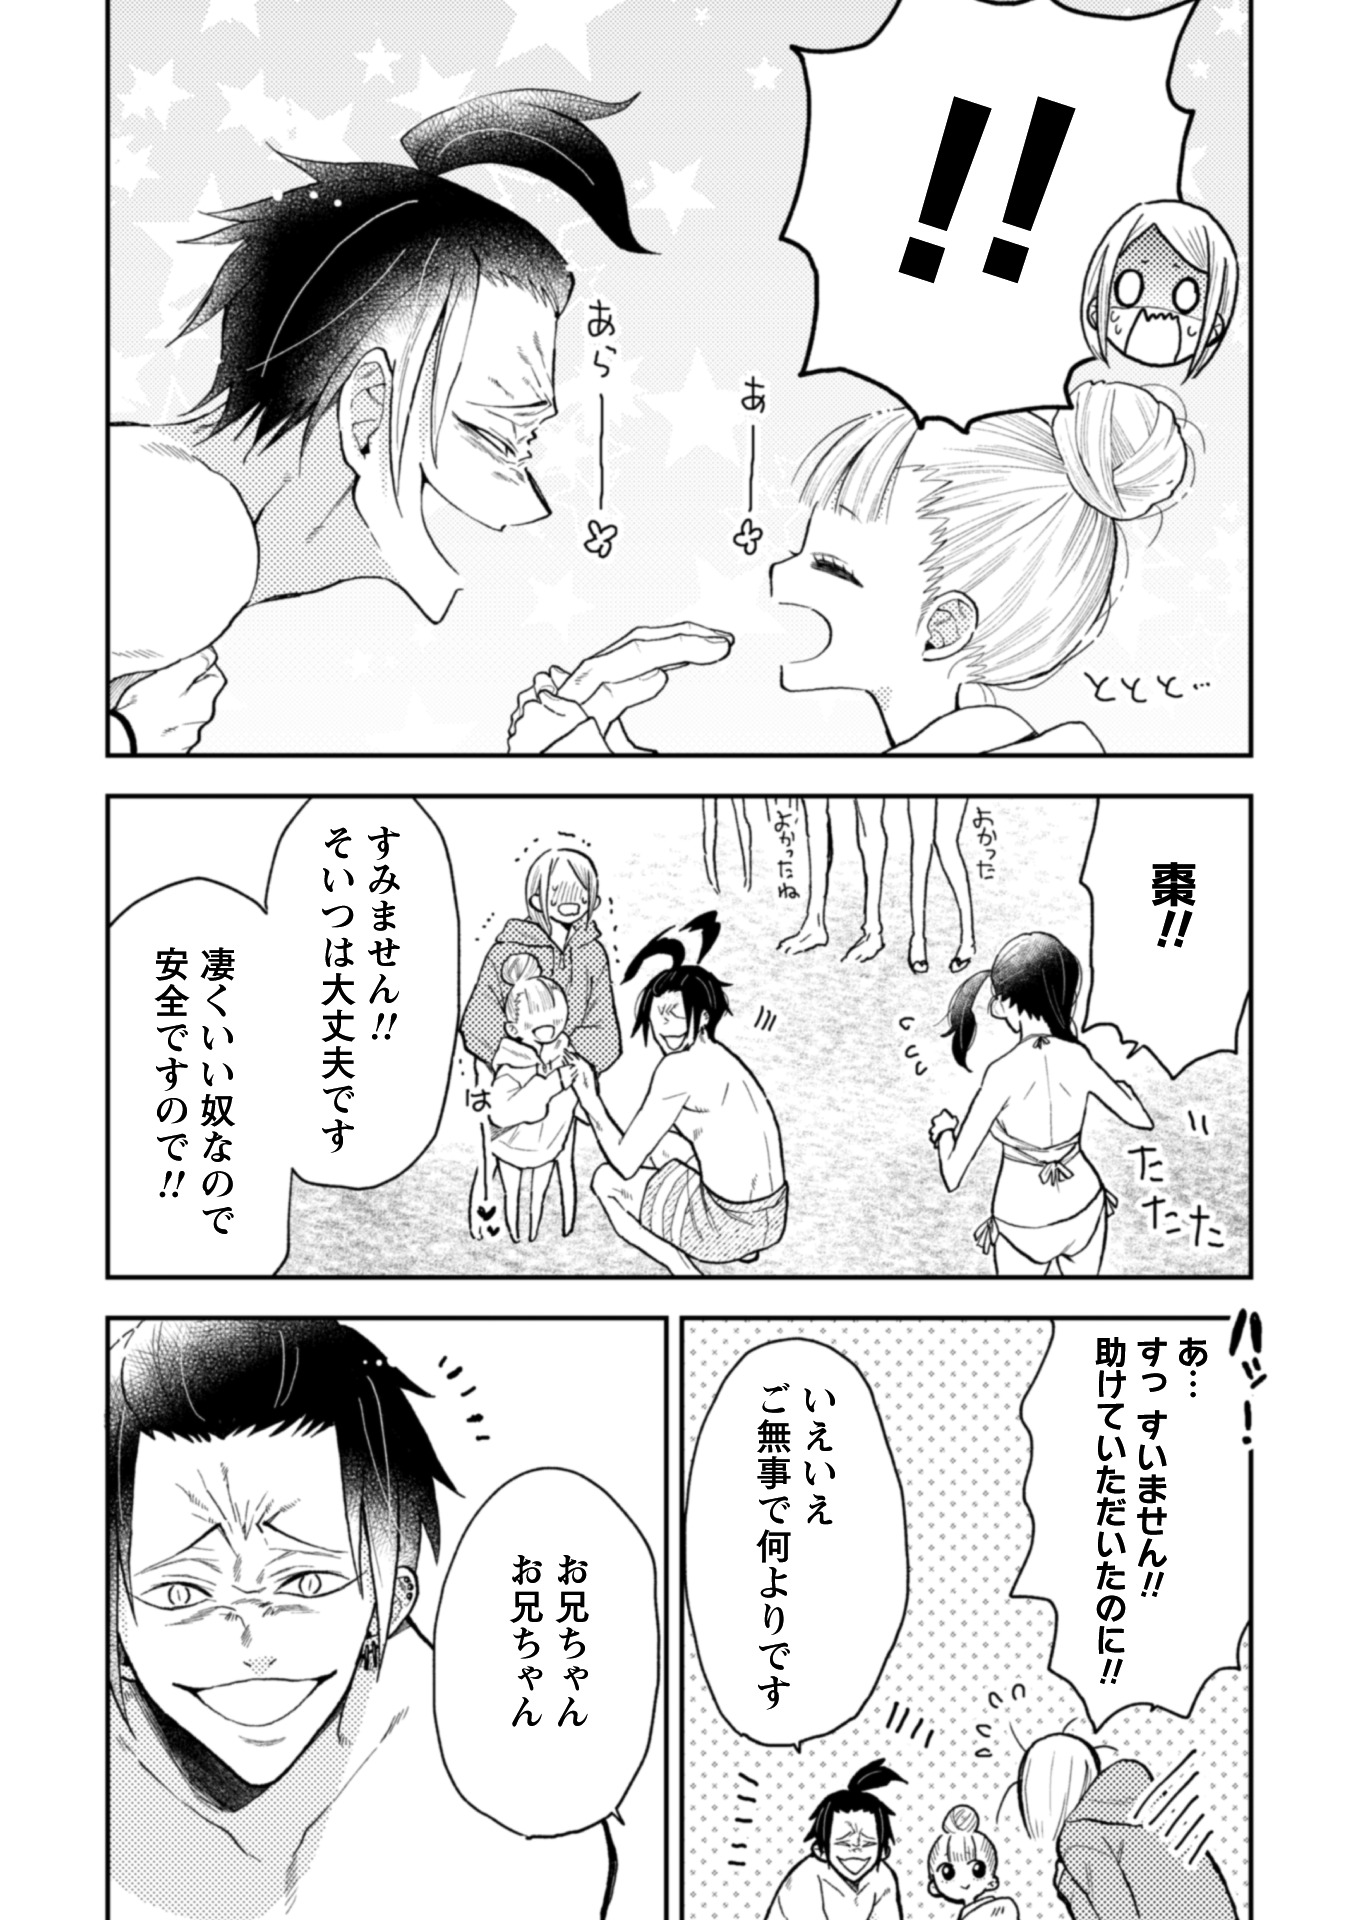 !!
あ
あら
ととと…
棗!!
よかった
よかったね
たたたた
すみません!!
そいつは大丈夫です
は
凄くいい奴なので
安全ですので!!
バッ!
あ…
すっ すいません!!
助けていただいたのに!!
いえいえ
ご無事で何よりです
お兄ちゃん
お兄ちゃん